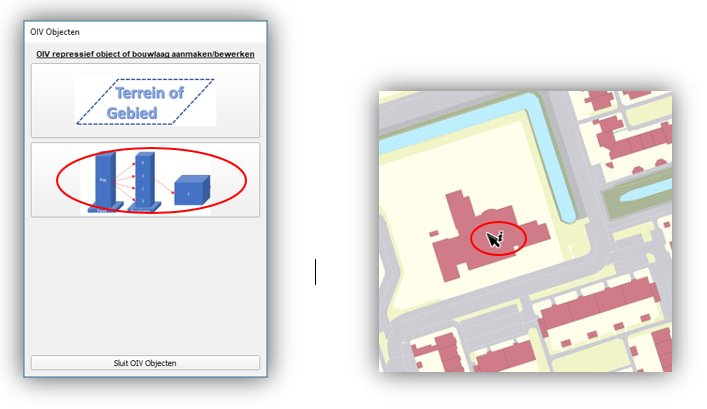 OIV Objecten
OIV repressief object of bouwlaag aanmaken/bewerken
Terrein of
Gebied
Sluit OIV Objecten